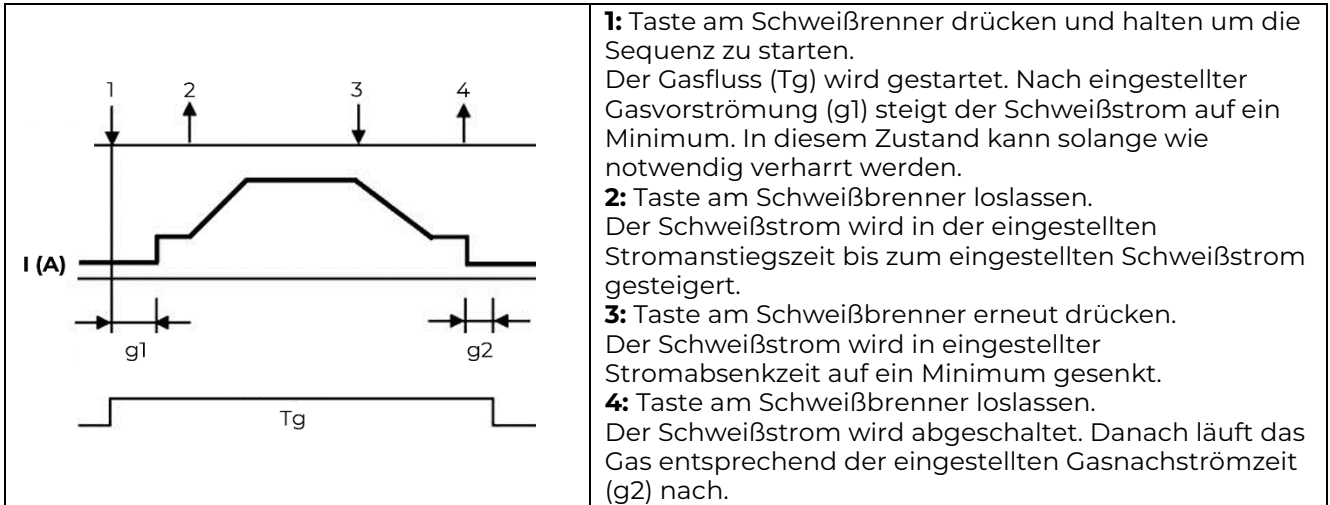 1 2 3 4
I (A)
g1 g2
Tg
1: Taste am Schweißrenner drücken und halten um die
Sequenz zu starten.
Der Gasfluss (Tg) wird gestartet. Nach eingestellter
Gasvorströmung (g1) steigt der Schweißstrom auf ein
Minimum. In diesem Zustand kann solange wie
notwendig verharrt werden.
2: Taste am Schweißbrenner loslassen.
Der Schweißstrom wird in der eingestellten
Stromanstiegszeit bis zum eingestellten Schweißstrom
gesteigert.
3: Taste am Schweißbrenner erneut drücken.
Der Schweißstrom wird in eingestellter
Stromabsenkzeit auf ein Minimum gesenkt.
4: Taste am Schweißbrenner loslassen.
Der Schweißstrom wird abgeschaltet. Danach läuft das
Gas entsprechend der eingestellten Gasnachströmzeit
(g2) nach.